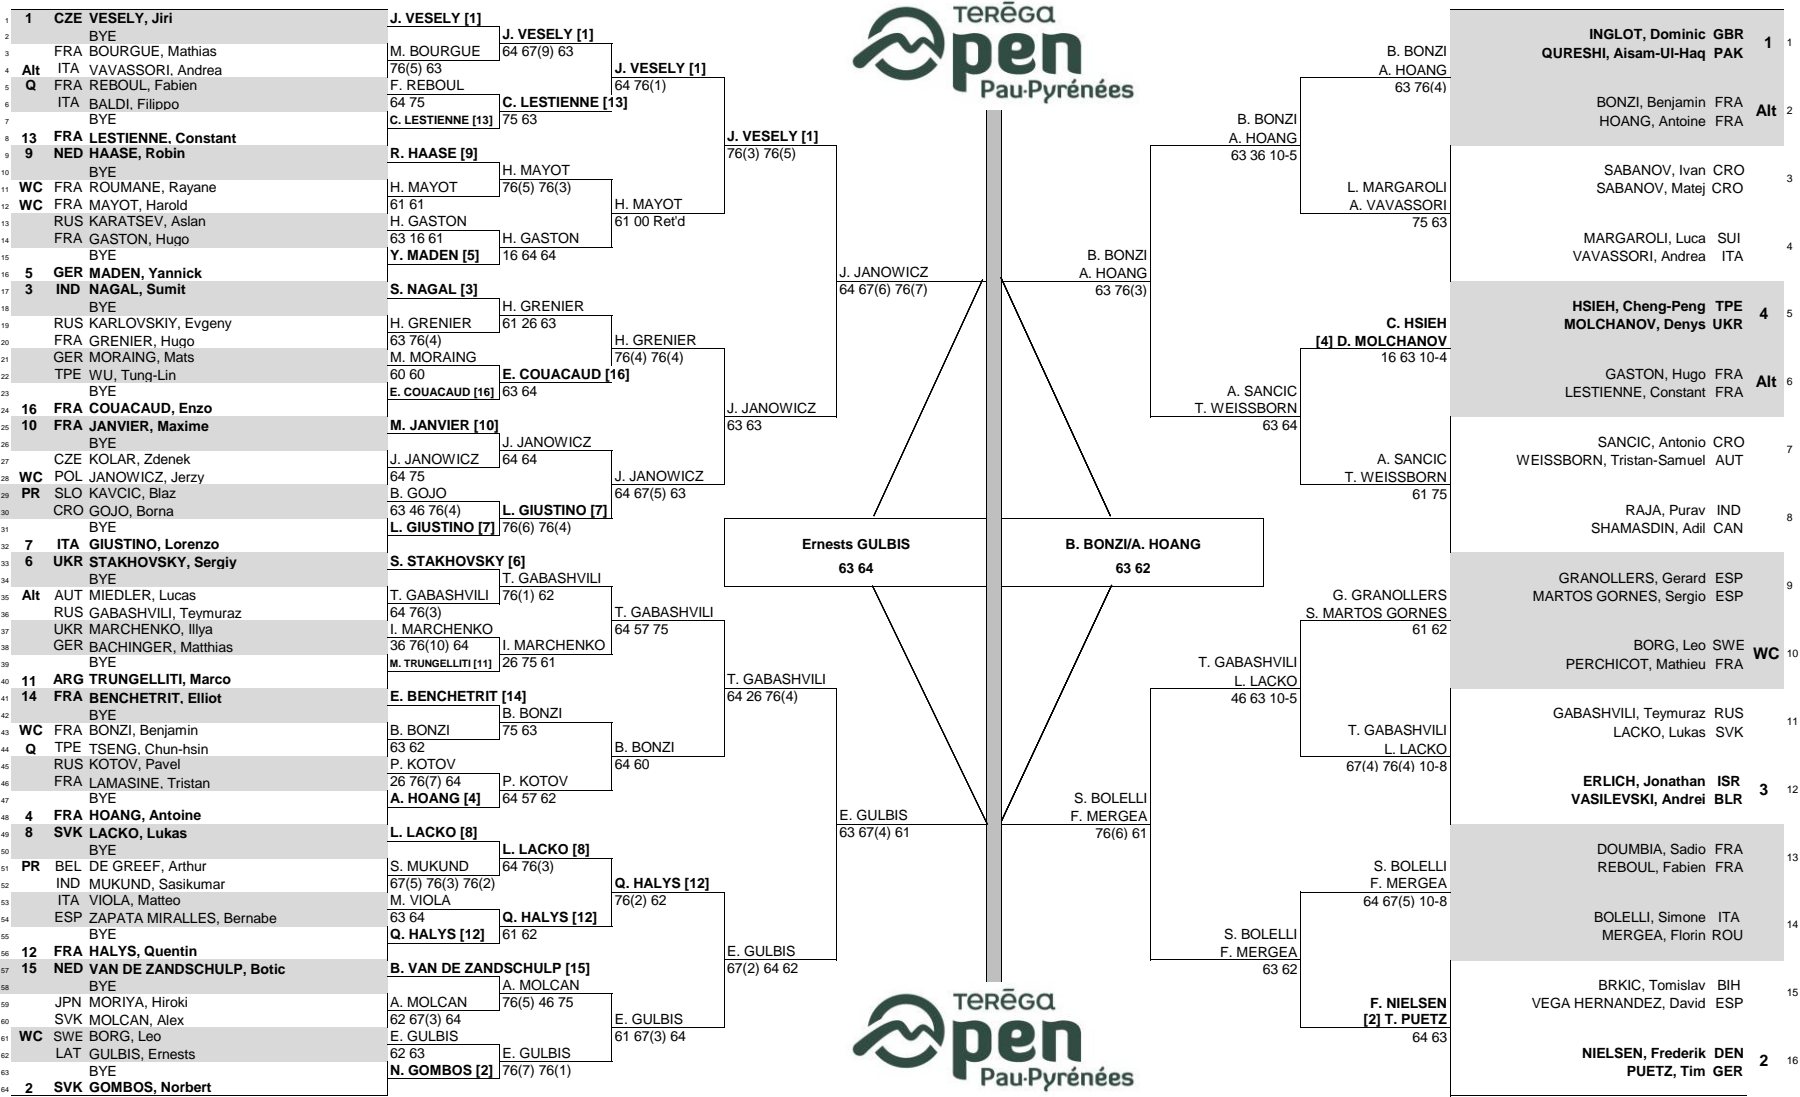 TERĒGA
Open
Pau-Pyrénées
1 1 CZE VESELY, Jiri
2 BYE
3 FRA BOURGUE, Mathias
4 Alt ITA VAVASSORI, Andrea
5 Q FRA REBOUL, Fabien
6 ITA BALDI, Filippo
7 BYE
8 13 FRA LESTIENNE, Constant
9 9 NED HAASE, Robin
10 BYE
11 WC FRA ROUMANE, Rayane
12 WC FRA MAYOT, Harold
13 RUS KARATSEV, Aslan
14 FRA GASTON, Hugo
15 BYE
16 5 GER MADEN, Yannick
17 3 IND NAGAL, Sumit
18 BYE
19 RUS KARLOVSKIY, Evgeny
20 FRA GRENIER, Hugo
21 GER MORAING, Mats
22 TPE WU, Tung-Lin
23 BYE
24 16 FRA COUACAUD, Enzo
25 10 FRA JANVIER, Maxime
26 BYE
27 CZE KOLAR, Zdenek
28 WC POL JANOWICZ, Jerzy
29 PR SLO KAVCIC, Blaz
30 CRO GOJO, Borna
31 BYE
32 7 ITA GIUSTINO, Lorenzo
33 6 UKR STAKHOVSKY, Sergiy
34 BYE
35 Alt AUT MIEDLER, Lucas
36 RUS GABASHVILI, Teymuraz
37 UKR MARCHENKO, Illya
38 GER BACHINGER, Matthias
39 BYE
40 11 ARG TRUNGELLITI, Marco
41 14 FRA BENCHETRIT, Elliot
42 BYE
43 WC FRA BONZI, Benjamin
44 Q TPE TSENG, Chun-hsin
45 RUS KOTOV, Pavel
46 FRA LAMASINE, Tristan
47 BYE
48 4 FRA HOANG, Antoine
49 8 SVK LACKO, Lukas
50 BYE
51 PR BEL DE GREEF, Arthur
52 IND MUKUND, Sasikumar
53 ITA VIOLA, Matteo
54 ESP ZAPATA MIRALLES, Bernabe
55 BYE
56 12 FRA HALYS, Quentin
57 15 NED VAN DE ZANDSCHULP, Botic
58 BYE
59 JPN MORIYA, Hiroki
60 SVK MOLCAN, Alex
61 WC SWE BORG, Leo
62 LAT GULBIS, Ernests
63 BYE
64 2 SVK GOMBOS, Norbert
J. VESELY [1]
M. BOURGUE
76(5) 63
F. REBOUL
64 75
C. LESTIENNE [13]
R. HAASE [9]
H. MAYOT
61 61
H. GASTON
63 16 61
Y. MADEN [5]
S. NAGAL [3]
H. GRENIER
63 76(4)
M. MORAING
60 60
E. COUACAUD [16]
M. JANVIER [10]
J. JANOWICZ
64 75
B. GOJO
63 46 76(4)
L. GIUSTINO [7]
S. STAKHOVSKY [6]
T. GABASHVILI
64 76(3)
I. MARCHENKO
36 76(10) 64
M. TRUNGELLITI [11]
E. BENCHETRIT [14]
B. BONZI
63 62
P. KOTOV
26 76(7) 64
A. HOANG [4]
L. LACKO [8]
S. MUKUND
67(5) 76(3) 76(2)
M. VIOLA
63 64
Q. HALYS [12]
B. VAN DE ZANDSCHULP [15]
A. MOLCAN
62 67(3) 64
E. GULBIS
62 63
N. GOMBOS [2]
J. VESELY [1]
64 67(9) 63
C. LESTIENNE [13]
75 63
H. MAYOT
76(5) 76(3)
H. GASTON
16 64 64
H. GRENIER
61 26 63
E. COUACAUD [16]
63 64
J. JANOWICZ
64 64
L. GIUSTINO [7]
76(6) 76(4)
T. GABASHVILI
76(1) 62
I. MARCHENKO
26 75 61
B. BONZI
75 63
P. KOTOV
64 57 62
L. LACKO [8]
64 76(3)
Q. HALYS [12]
61 62
A. MOLCAN
76(5) 46 75
E. GULBIS
76(7) 76(1)
J. VESELY [1]
64 76(1)
H. MAYOT
61 00 Ret'd
H. GRENIER
76(4) 76(4)
J. JANOWICZ
64 67(5) 63
T. GABASHVILI
64 57 75
B. BONZI
64 60
Q. HALYS [12]
76(2) 62
E. GULBIS
61 67(3) 64
J. VESELY [1]
76(3) 76(5)
J. JANOWICZ
63 63
T. GABASHVILI
64 26 76(4)
E. GULBIS
67(2) 64 62
J. JANOWICZ
64 67(6) 76(7)
E. GULBIS
63 67(4) 61
Ernests GULBIS
63 64
B. BONZI/A. HOANG
63 62
B. BONZI
A. HOANG
63 76(3)
S. BOLELLI
F. MERGEA
76(6) 61
B. BONZI
A. HOANG
63 36 10-5
A. SANCIC
T. WEISSBORN
63 64
T. GABASHVILI
L. LACKO
46 63 10-5
S. BOLELLI
F. MERGEA
63 62
B. BONZI
A. HOANG
63 76(4)
L. MARGAROLI
A. VAVASSORI
75 63
C. HSIEH
[4] D. MOLCHANOV
16 63 10-4
A. SANCIC
T. WEISSBORN
61 75
G. GRANOLLERS
S. MARTOS GORNES
61 62
T. GABASHVILI
L. LACKO
67(4) 76(4) 10-8
S. BOLELLI
F. MERGEA
64 67(5) 10-8
F. NIELSEN
[2] T. PUETZ
64 63
INGLOT, Dominic GBR
1 1
QURESHI, Aisam-Ul-Haq PAK
BONZI, Benjamin FRA
Alt 2
HOANG, Antoine FRA
SABANOV, Ivan CRO
3
SABANOV, Matej CRO
MARGAROLI, Luca SUI
4
VAVASSORI, Andrea ITA
HSIEH, Cheng-Peng TPE
4 5
MOLCHANOV, Denys UKR
GASTON, Hugo FRA
Alt 6
LESTIENNE, Constant FRA
SANCIC, Antonio CRO
7
WEISSBORN, Tristan-Samuel AUT
RAJA, Purav IND
8
SHAMASDIN, Adil CAN
GRANOLLERS, Gerard ESP
9
MARTOS GORNES, Sergio ESP
BORG, Leo SWE
WC 10
PERCHICOT, Mathieu FRA
GABASHVILI, Teymuraz RUS
11
LACKO, Lukas SVK
ERLICH, Jonathan ISR
3 12
VASILEVSKI, Andrei BLR
DOUMBIA, Sadio FRA
13
REBOUL, Fabien FRA
BOLELLI, Simone ITA
14
MERGEA, Florin ROU
BRKIC, Tomislav BIH
15
VEGA HERNANDEZ, David ESP
NIELSEN, Frederik DEN
2 16
PUETZ, Tim GER
TERĒGA
Open
Pau-Pyrénées